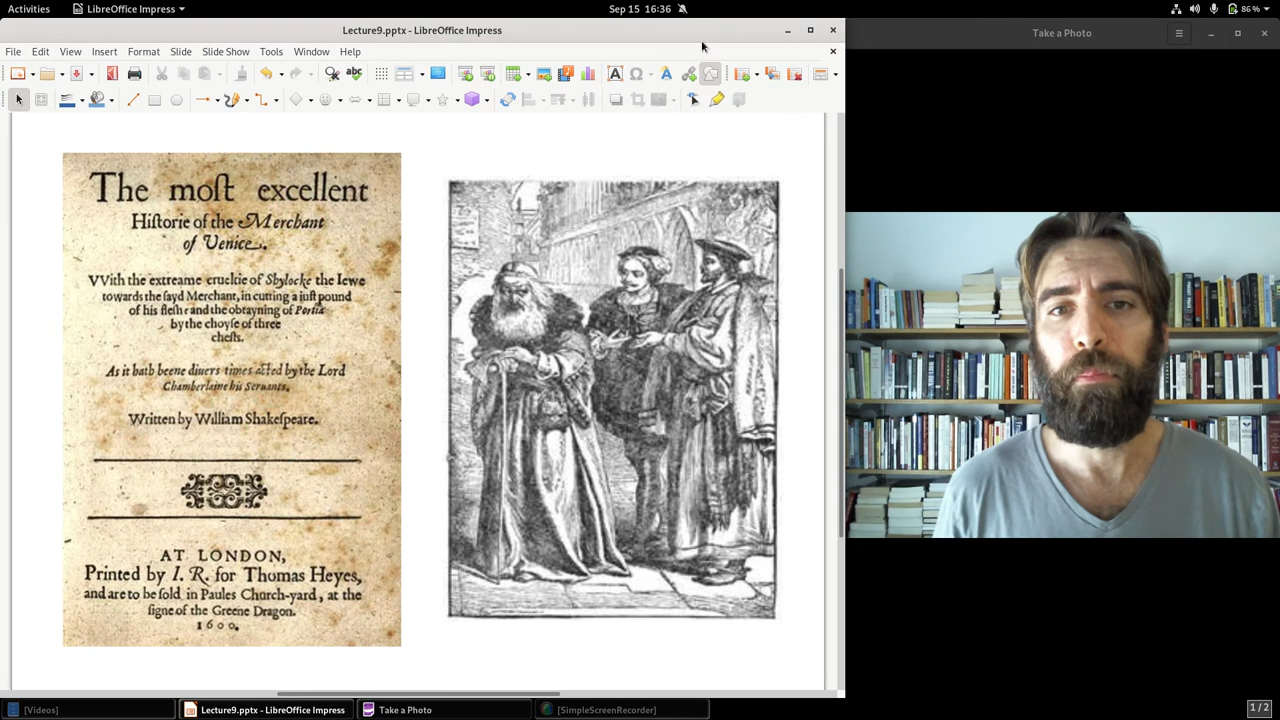 Activities
LibreOffice Impress
Sep 15 16:36
86 %
Lecture9.pptx - LibreOffice Impress
File Edit View Insert Format Slide Slide Show Tools Window Help
Take a Photo
The moſt excellent
Hiſtorie of the Merchant
of Venice.
VVith the extreame crueltie of Shylocke the Iewe
towards the ſayd Merchant, in cutting a iuſt pound
of his fleſhe and the obtayning of Portia
by the choyſe of three
cheſts.
As it hath beene diuers times acted by the Lord
Chamberlaine his Seruants.
Written by William Shakeſpeare.
AT LONDON,
Printed by I. R. for Thomas Heyes,
and are to be ſold in Paules Church-yard, at the
ſigne of the Greene Dragon.
1600.
[Videos]
Lecture9.pptx - LibreOffice Impress
Take a Photo
[SimpleScreenRecorder]
1 / 2